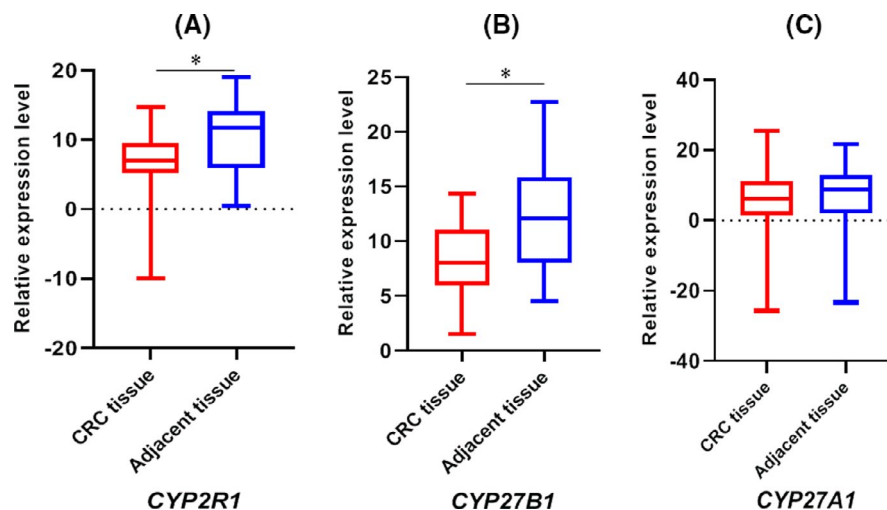 (A)
Relative expression level
20
10
0
-10
-20
*
CRC tissue
Adjacent tissue
CYP2R1
(B)
Relative expression level
25
20
15
10
5
0
*
CRC tissue
Adjacent tissue
CYP27B1
(C)
Relative expression level
40
20
0
-20
-40
CRC tissue
Adjacent tissue
CYP27A1